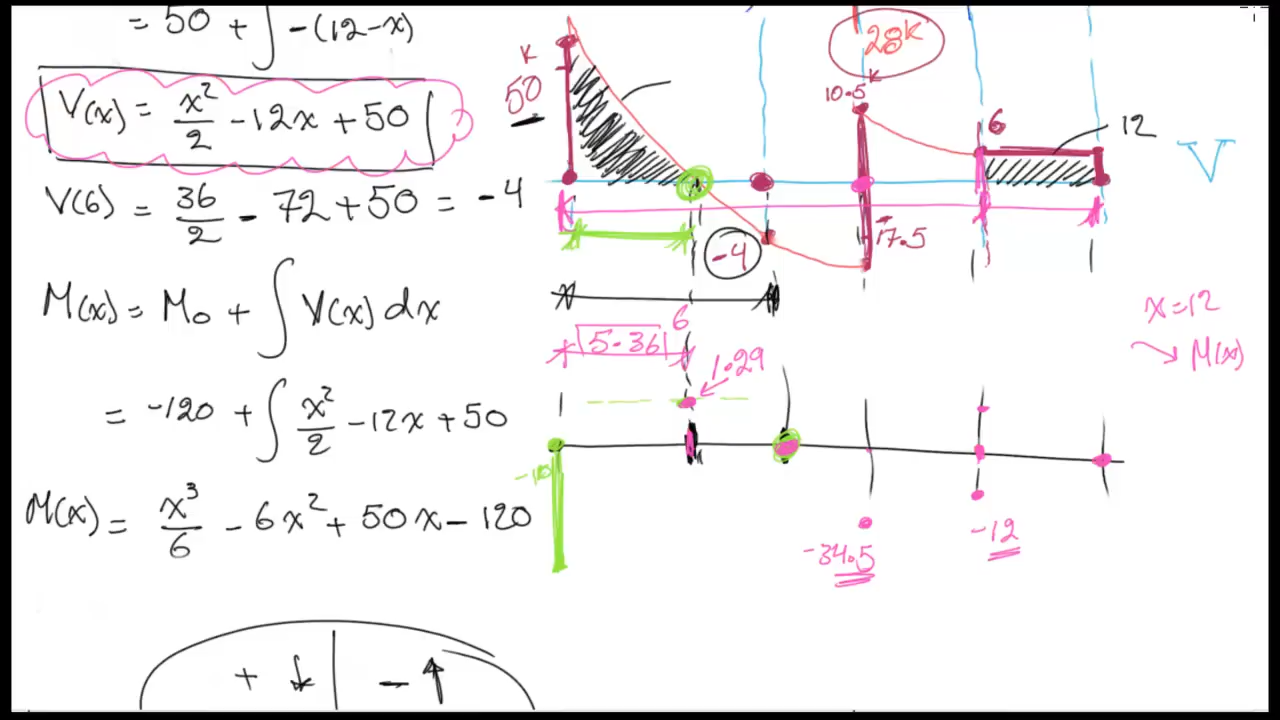 = 50 + ∫ -(12-x)
V(x) = x²/2 - 12x + 50
V(6) = 36/2 - 72 + 50 = -4
M(x) = M₀ + ∫ V(x) dx
= -120 + ∫ x²/2 - 12x + 50
M(x) = x³/6 - 6x² + 50x - 120
+ ↓ | - ↑
50 K
28K
10.5 K
6
12
V
-4
17.5
6
5.36
1.29
x=12
→ M(x)
-34.5
-12